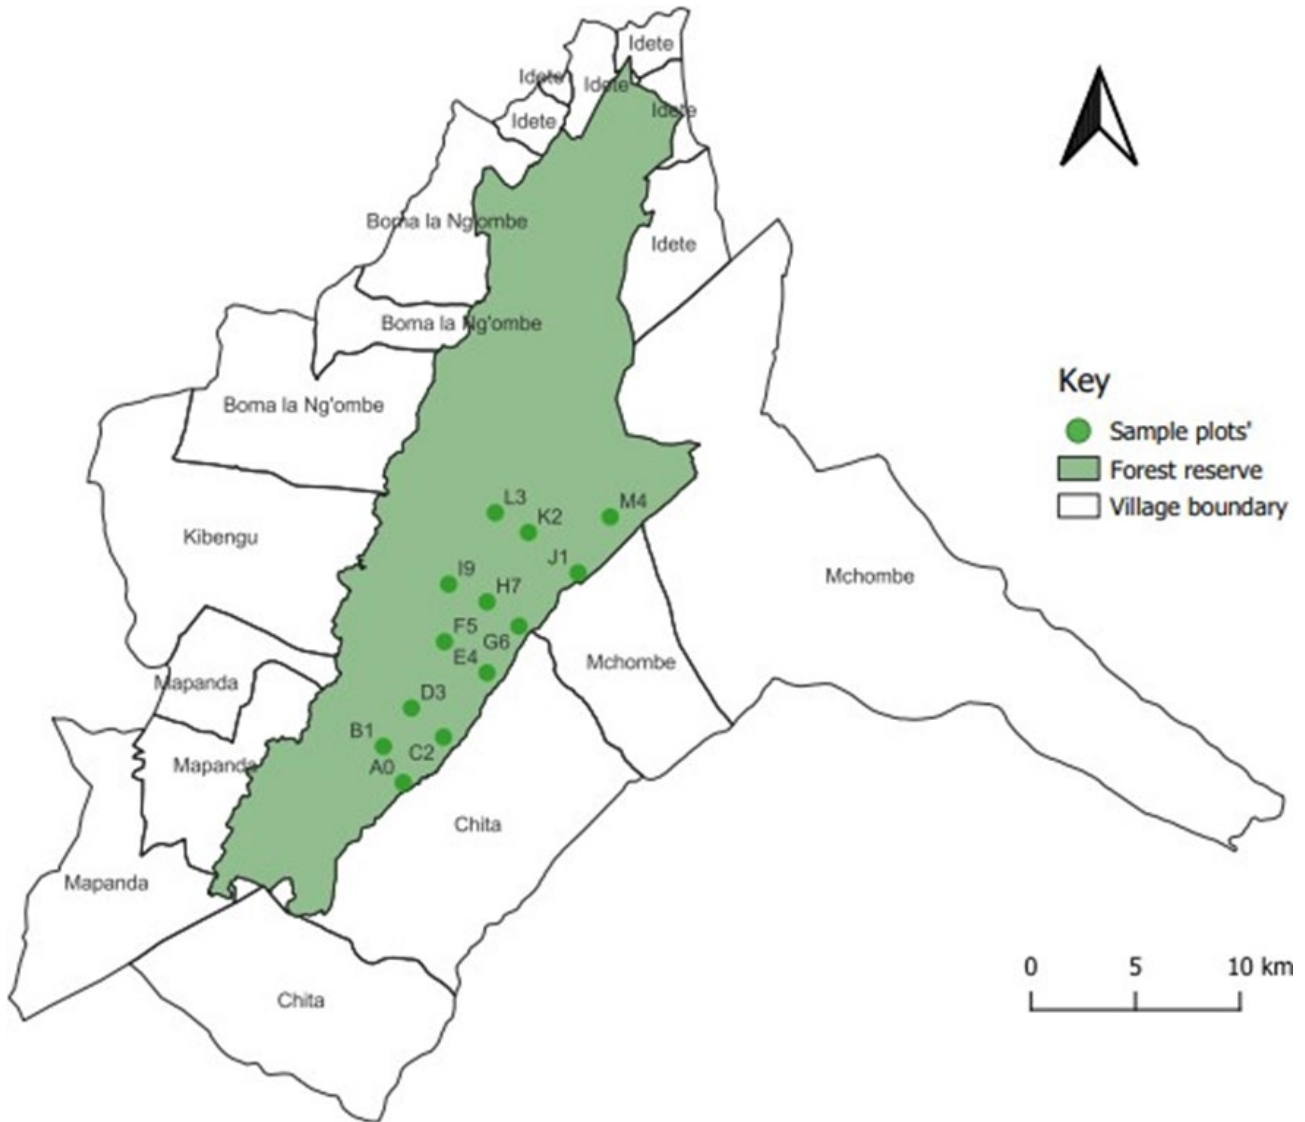 Idete
Idete
Idete
Idete
Idete
Boma la Ng'ombe
Idete
Boma la Ng'ombe
Boma la Ng'ombe
Key
Sample plots'
Forest reserve
Village boundary
L3
M4
K2
Kibengu
J1
I9
Mchombe
H7
F5
G6
E4
Mchombe
Mapanda
D3
B1
C2
Mapanda
A0
Chita
Mapanda
0 5 10 km
Chita